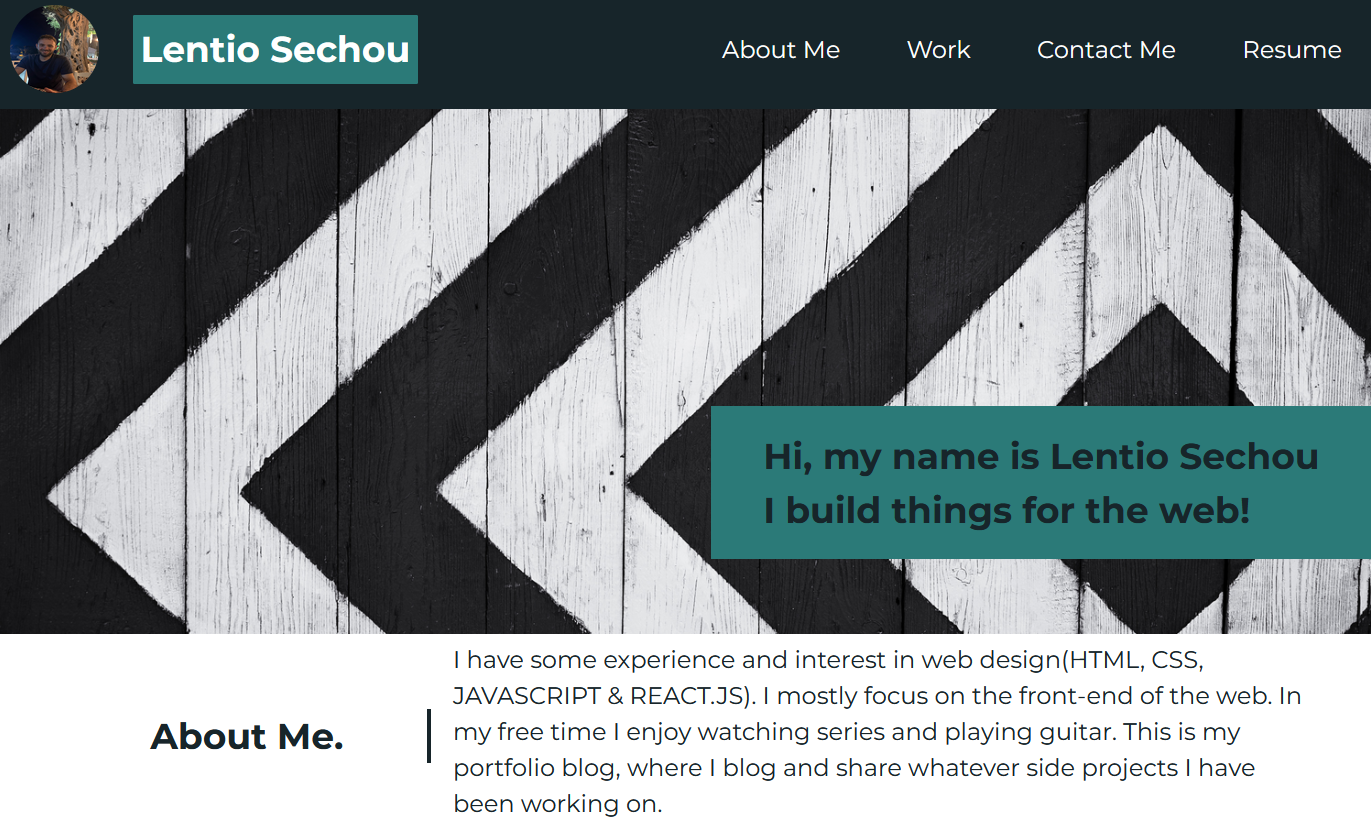 Lentio Sechou
About Me
Work
Contact Me
Resume
Hi, my name is Lentio Sechou
I build things for the web!
About Me.
I have some experience and interest in web design(HTML, CSS,
JAVASCRIPT & REACT.JS). I mostly focus on the front-end of the web. In
my free time I enjoy watching series and playing guitar. This is my
portfolio blog, where I blog and share whatever side projects I have
been working on.